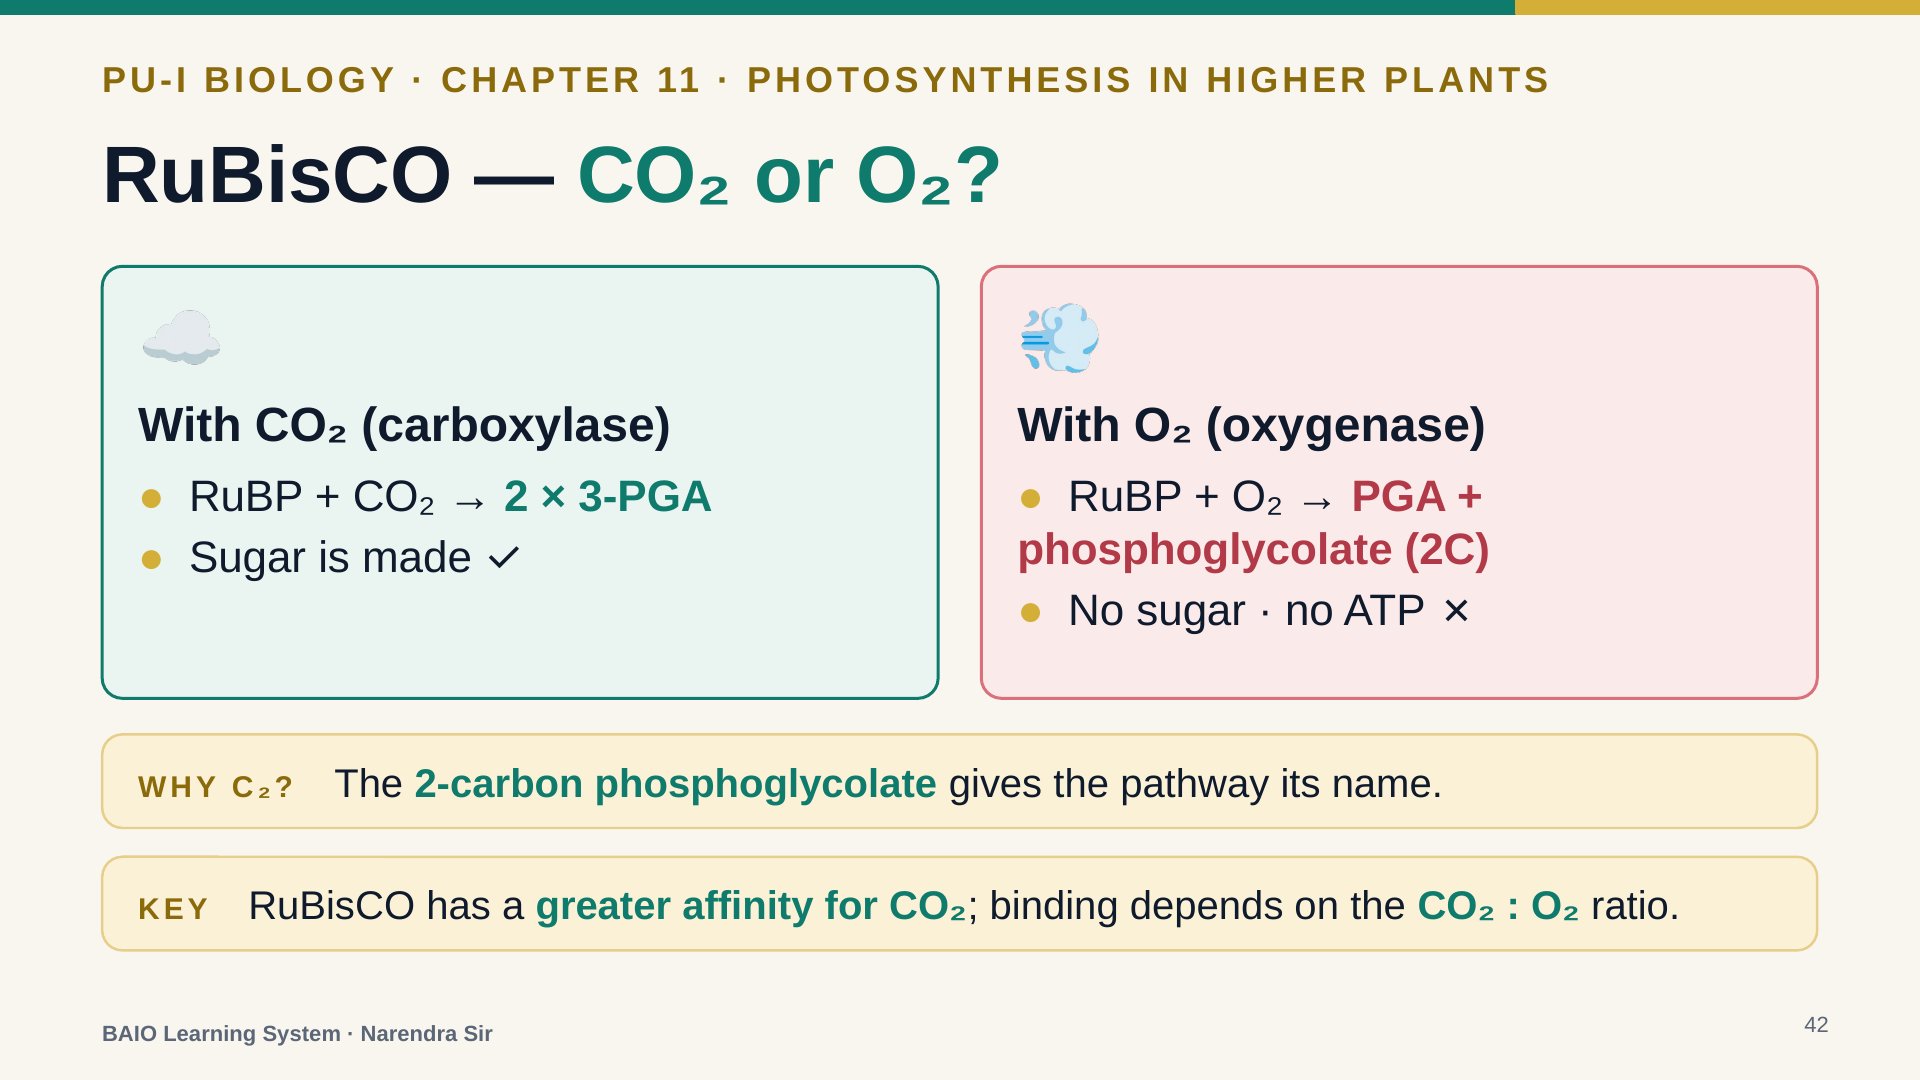 PU-I BIOLOGY · CHAPTER 11 · PHOTOSYNTHESIS IN HIGHER PLANTS
RuBisCO — CO₂ or O₂?
With CO₂ (carboxylase)
● RuBP + CO₂ → 2 × 3-PGA
● Sugar is made ✓
With O₂ (oxygenase)
● RuBP + O₂ → PGA +
phosphoglycolate (2C)
● No sugar · no ATP ✕
WHY C₂? The 2-carbon phosphoglycolate gives the pathway its name.
KEY RuBisCO has a greater affinity for CO₂; binding depends on the CO₂ : O₂ ratio.
BAIO Learning System · Narendra Sir
42